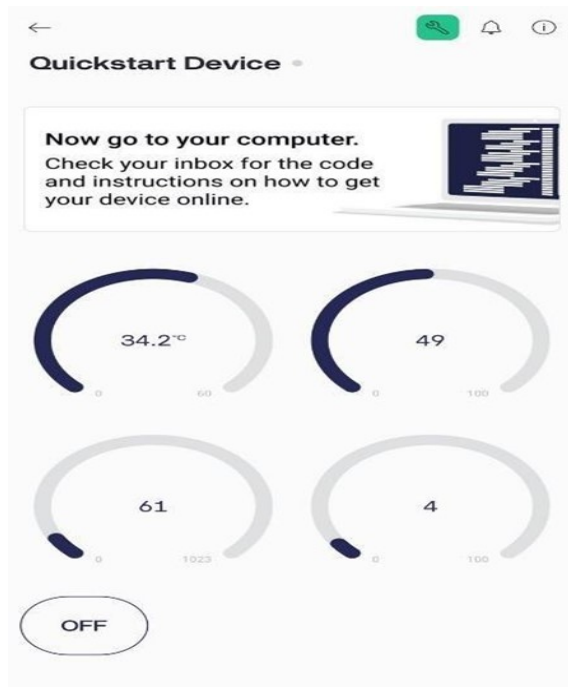 Quickstart Device
Now go to your computer.
Check your inbox for the code
and instructions on how to get
your device online.
34.2°C
0 60
49
0 100
61
0 1023
4
0 100
OFF